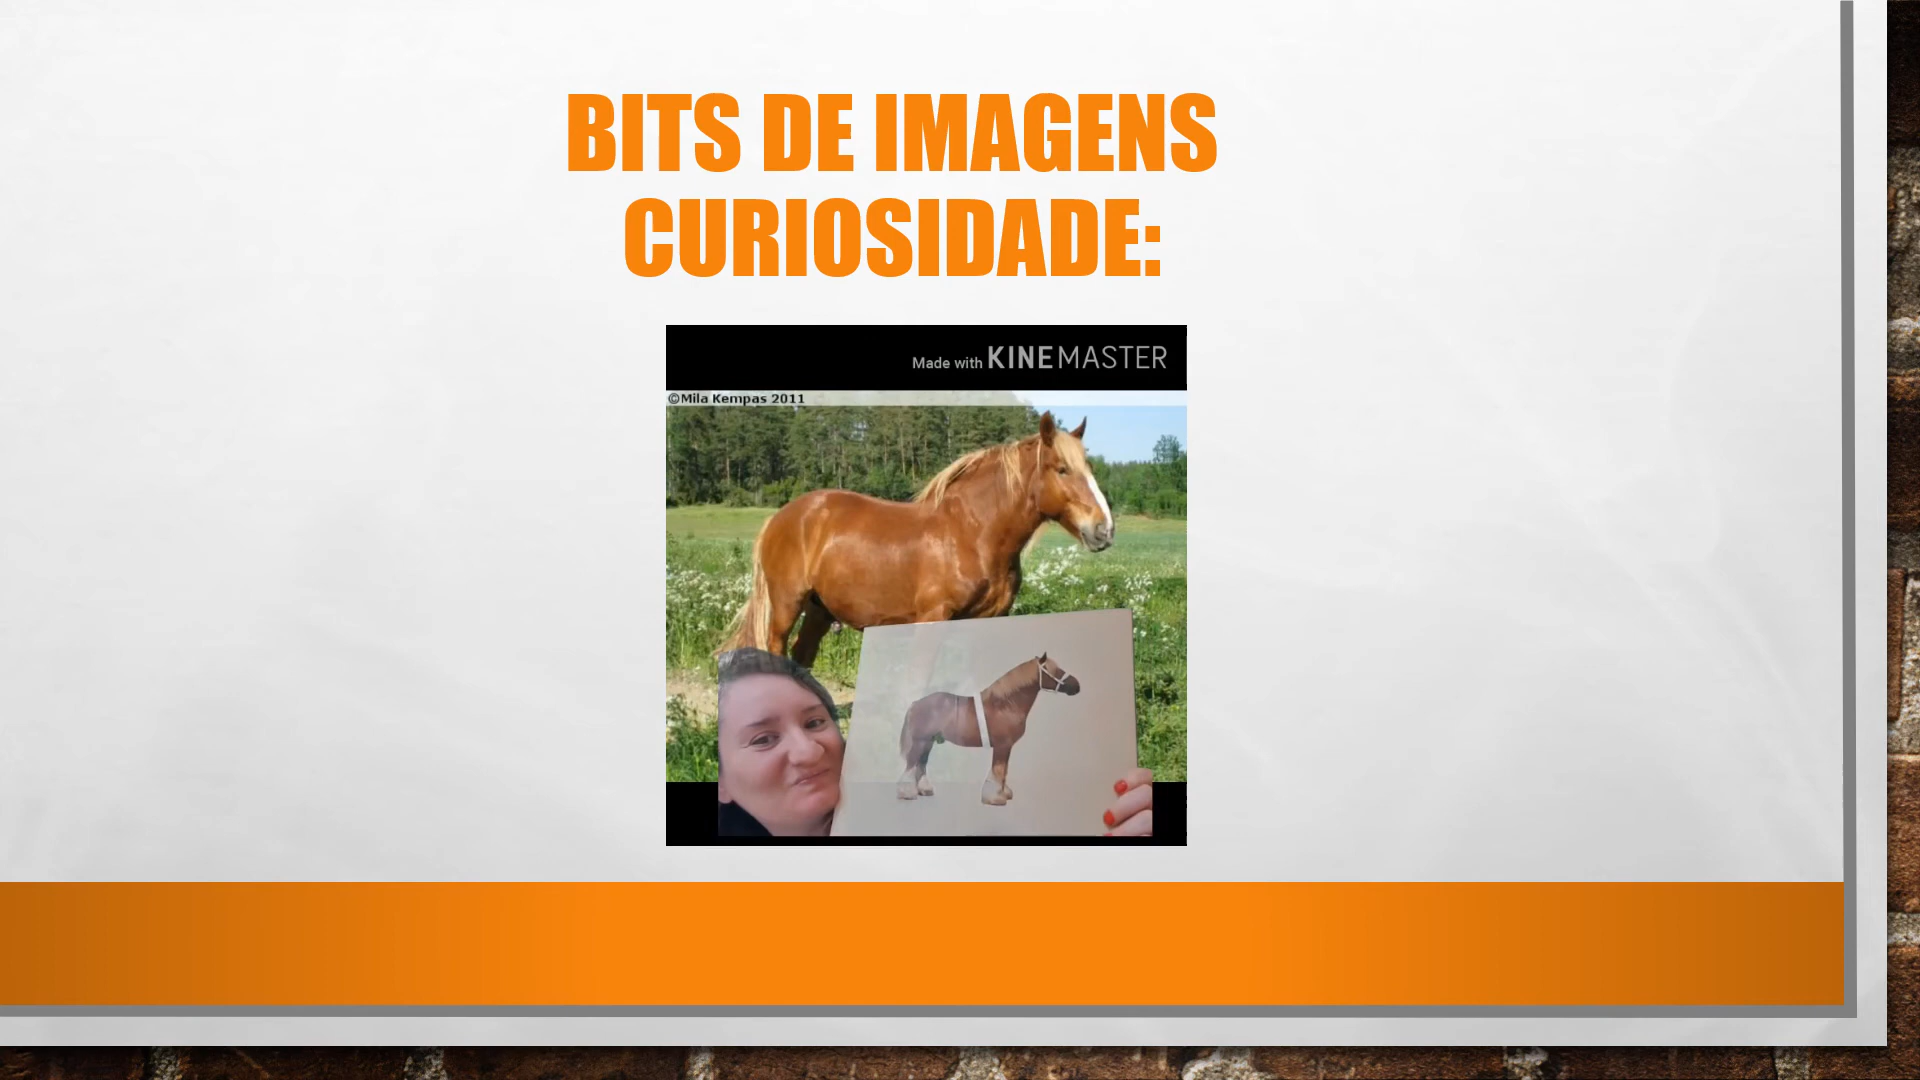 BITS DE IMAGENS
CURIOSIDADE:
Made with KINEMASTER
©Mila Kempas 2011